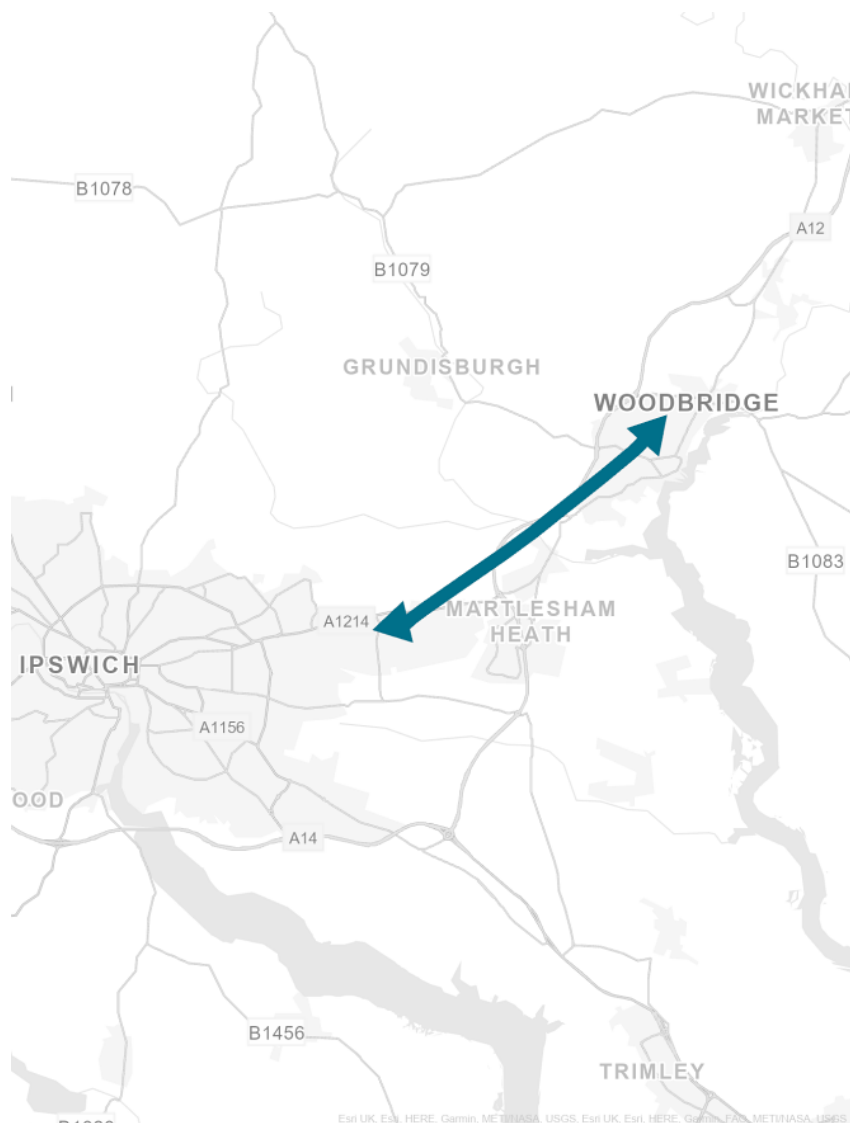 WICKHA
MARKET
B1078
A12
B1079
GRUNDISBURGH
WOODBRIDGE
B1083
A1214
MARTLESHAM
HEATH
IPSWICH
A1156
OOD
A14
B1456
TRIMLEY
Esri UK, Esri, HERE, Garmin, METI/NASA, USGS, Esri UK, Esri, HERE, Garmin, FAO, METI/NASA, USGS